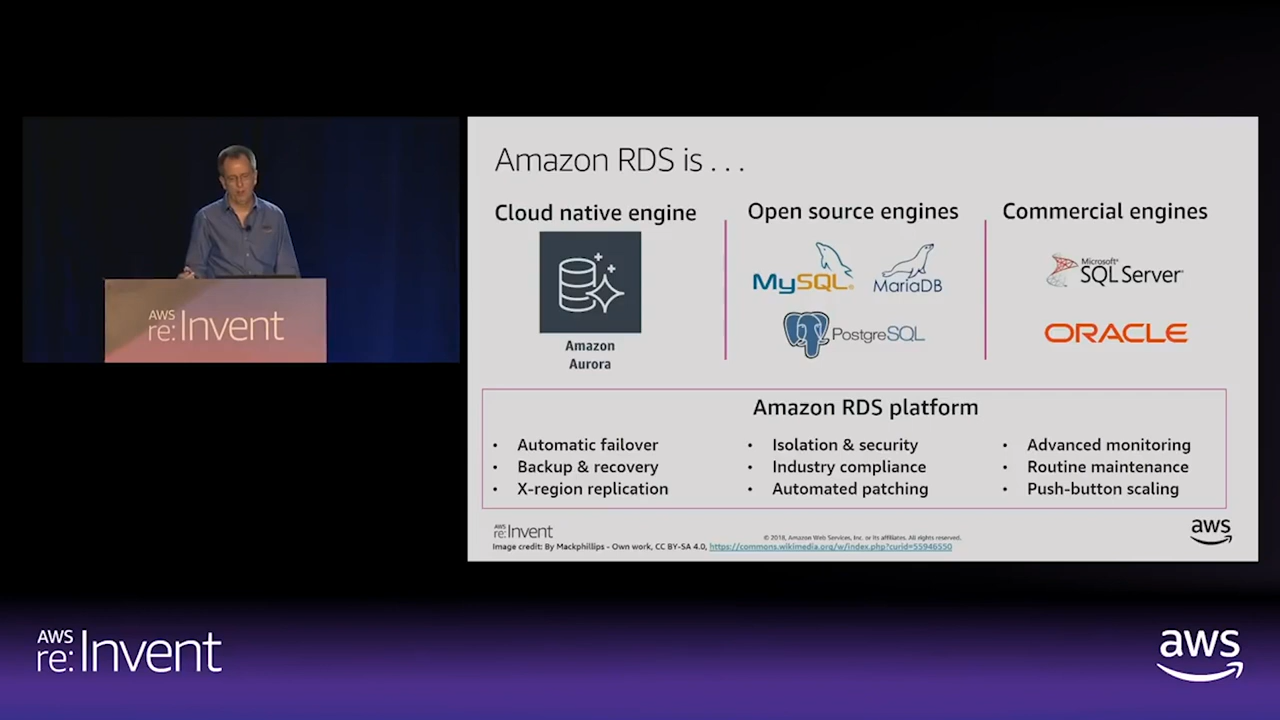 AWS
re:Invent
Amazon RDS is . . .
Cloud native engine
Amazon
Aurora
Open source engines
MySQL®
MariaDB
PostgreSQL
Commercial engines
Microsoft®
SQL Server®
ORACLE
Amazon RDS platform
• Automatic failover
• Backup & recovery
• X-region replication
• Isolation & security
• Industry compliance
• Automated patching
• Advanced monitoring
• Routine maintenance
• Push-button scaling
AWS
re:Invent
© 2018, Amazon Web Services, Inc. or its affiliates. All rights reserved.
aws
Image credit: By Mackphillips - Own work, CC BY-SA 4.0, https://commons.wikimedia.org/w/index.php?curid=55946550
AWS
re:Invent
aws